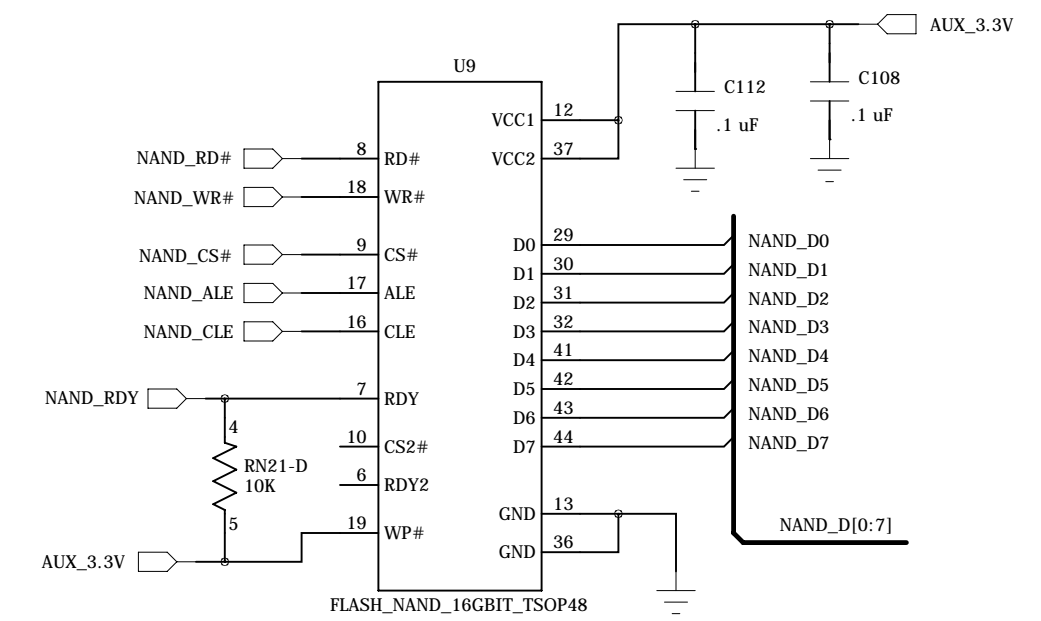 AUX_3.3V
U9
C112
.1 uF
C108
.1 uF
VCC1 12
VCC2 37
NAND_RD# 8 RD#
NAND_WR# 18 WR#
NAND_CS# 9 CS#
NAND_ALE 17 ALE
NAND_CLE 16 CLE
NAND_RDY 7 RDY
10 CS2#
6 RDY2
19 WP#
4
RN21-D
10K
5
AUX_3.3V
D0 29 NAND_D0
D1 30 NAND_D1
D2 31 NAND_D2
D3 32 NAND_D3
D4 41 NAND_D4
D5 42 NAND_D5
D6 43 NAND_D6
D7 44 NAND_D7
GND 13
GND 36
NAND_D[0:7]
FLASH_NAND_16GBIT_TSOP48